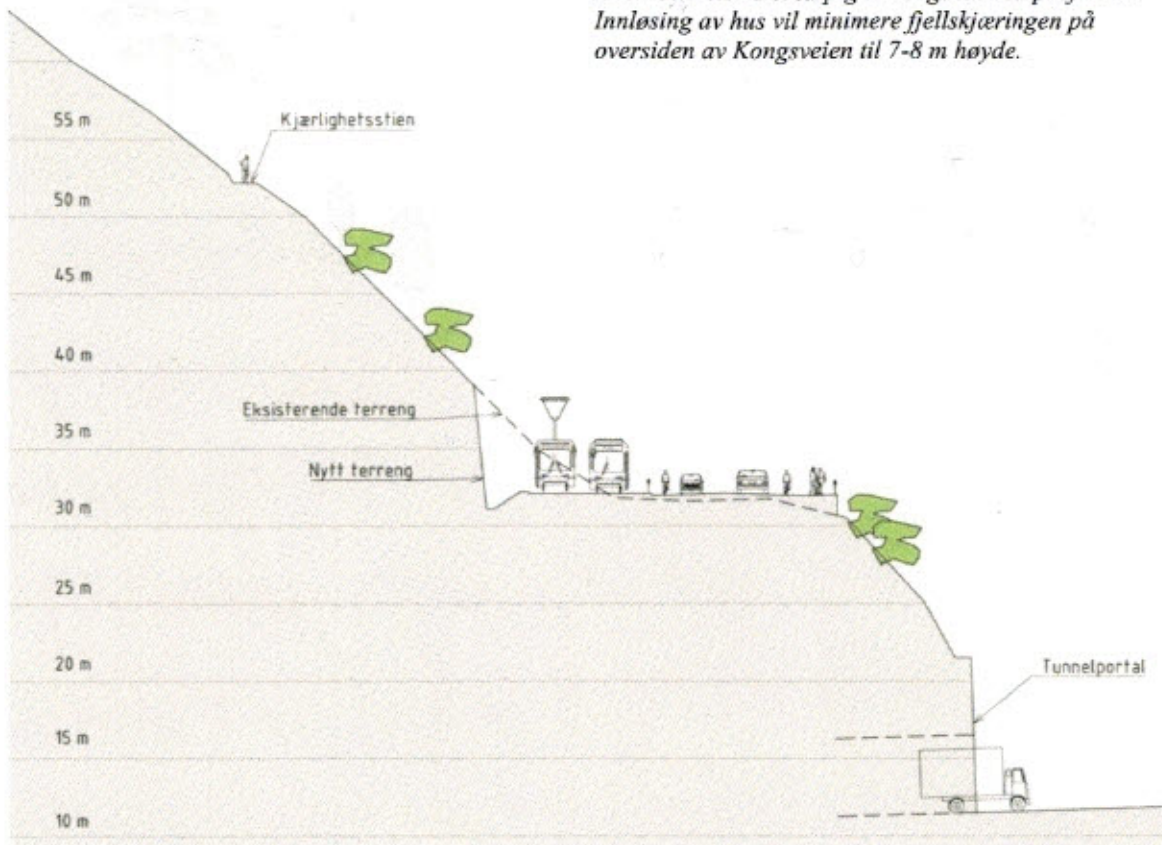 Innløsing av hus vil minimere fjellskjæringen på
oversiden av Kongsveien til 7-8 m høyde.
55 m
Kjærlighetsstien
50 m
45 m
40 m
Eksisterende terreng
35 m
Nytt terreng
30 m
25 m
20 m
Tunnelportal
15 m
10 m